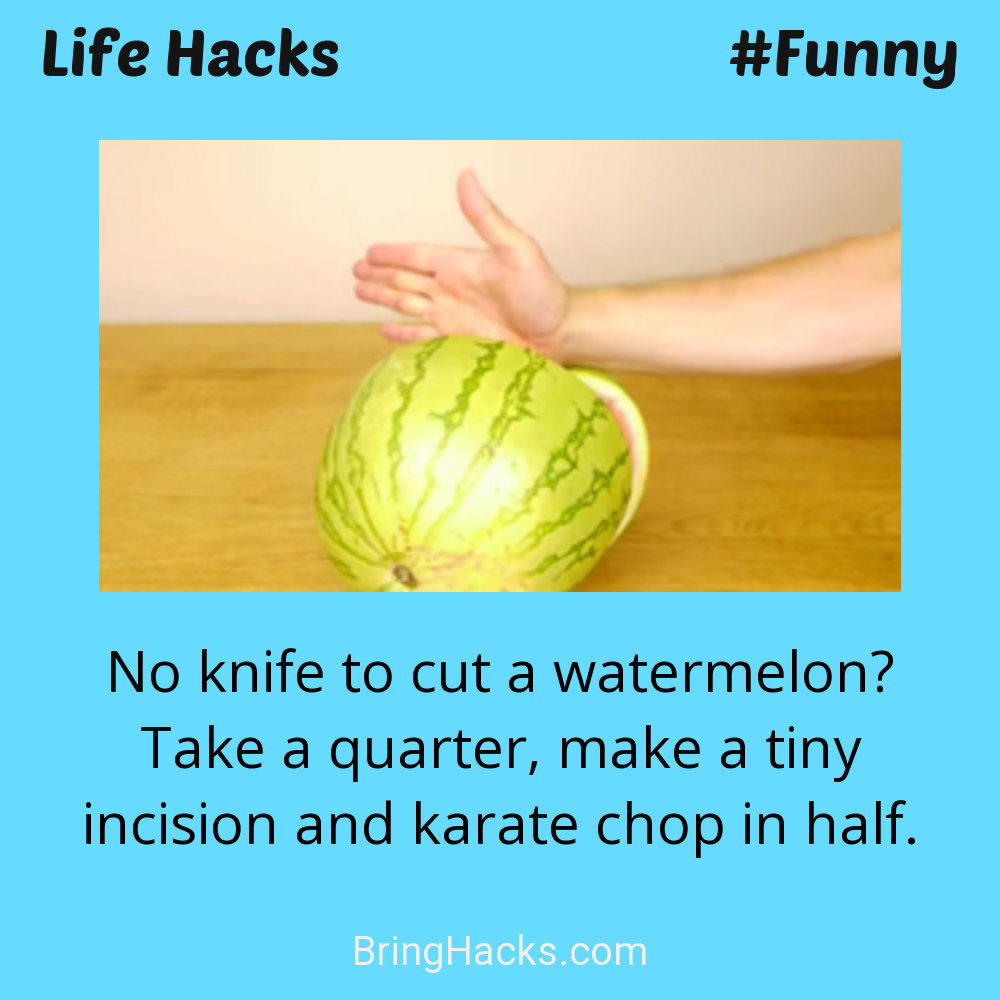 Life Hacks
#Funny
No knife to cut a watermelon?
Take a quarter, make a tiny
incision and karate chop in half.
BringHacks.com